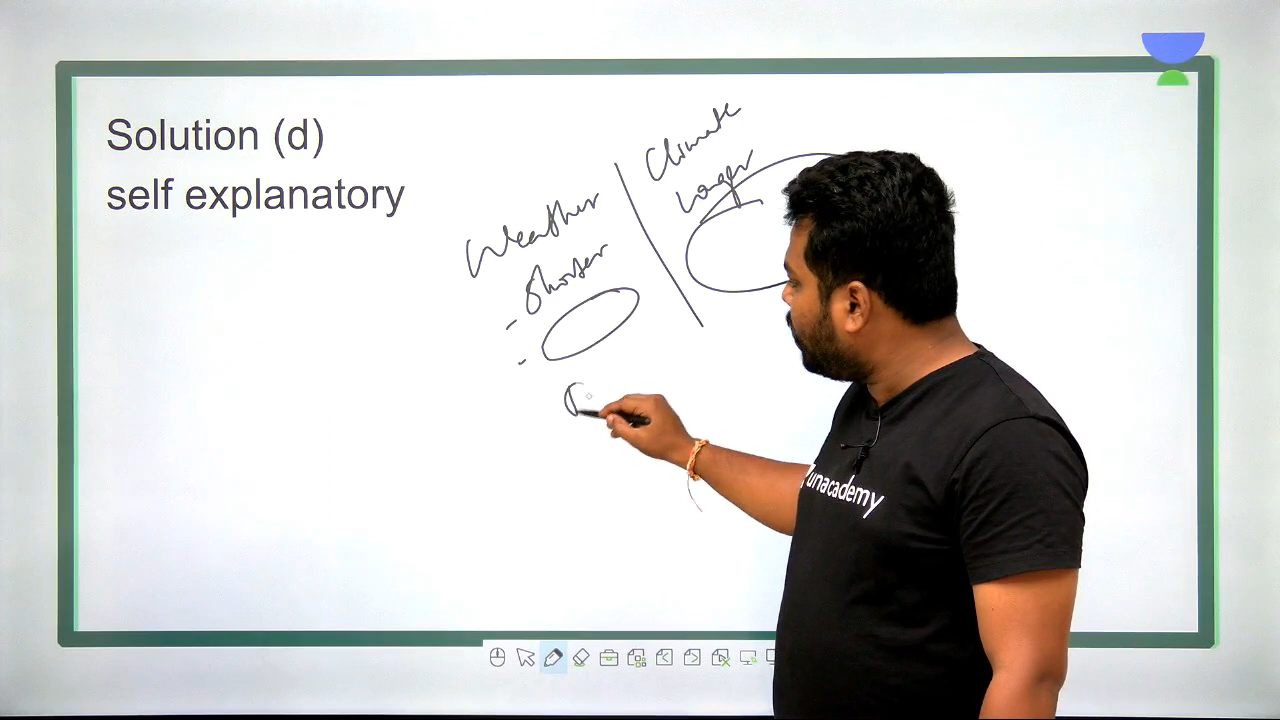 Solution (d)
self explanatory
Weather
- Shorter
-
Climate
Longer
unacademy